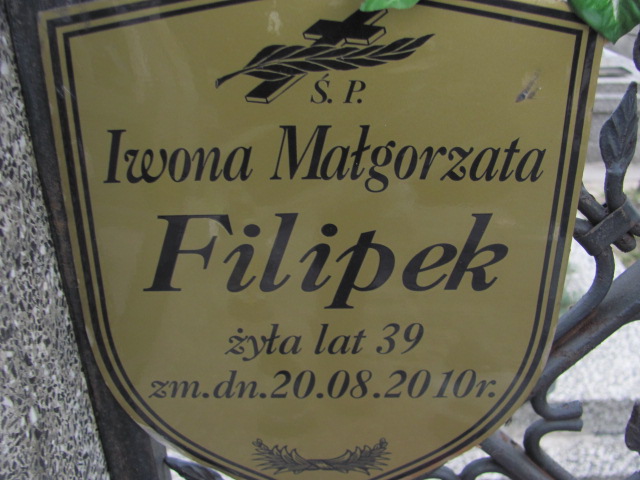 Ś. P.
Iwona Małgorzata
Filipek
żyła lat 39
zm.dn.20.08.2010r.